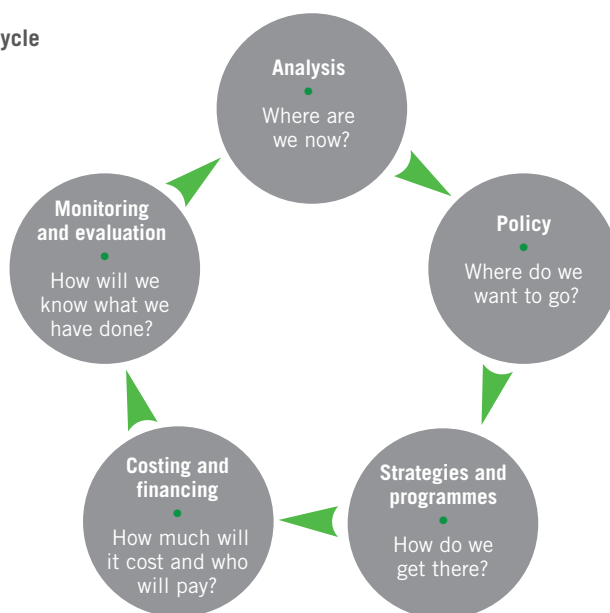 ycle
Analysis
Where are
we now?
Policy
Where do we
want to go?
Strategies and
programmes
How do we
get there?
Costing and
financing
How much will
it cost and who
will pay?
Monitoring
and evaluation
How will we
know what we
have done?